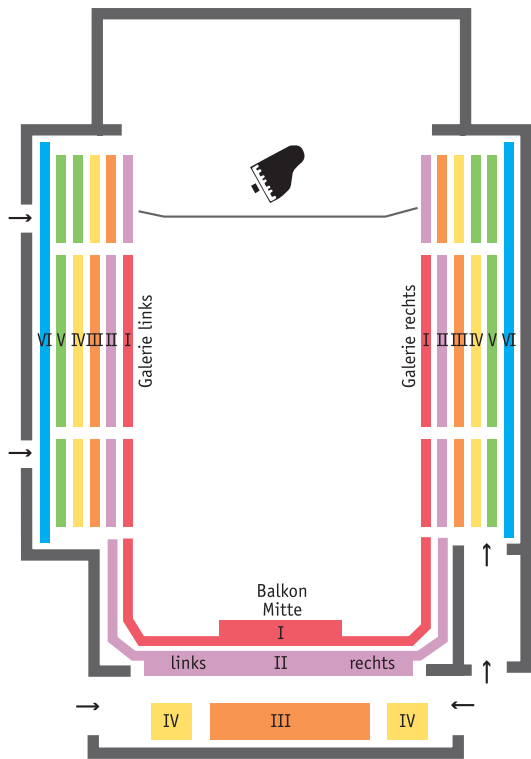 VI V IV III II I
Galerie links
Galerie rechts
I II III IV V VI
Balkon
Mitte
I
links II rechts
IV III IV